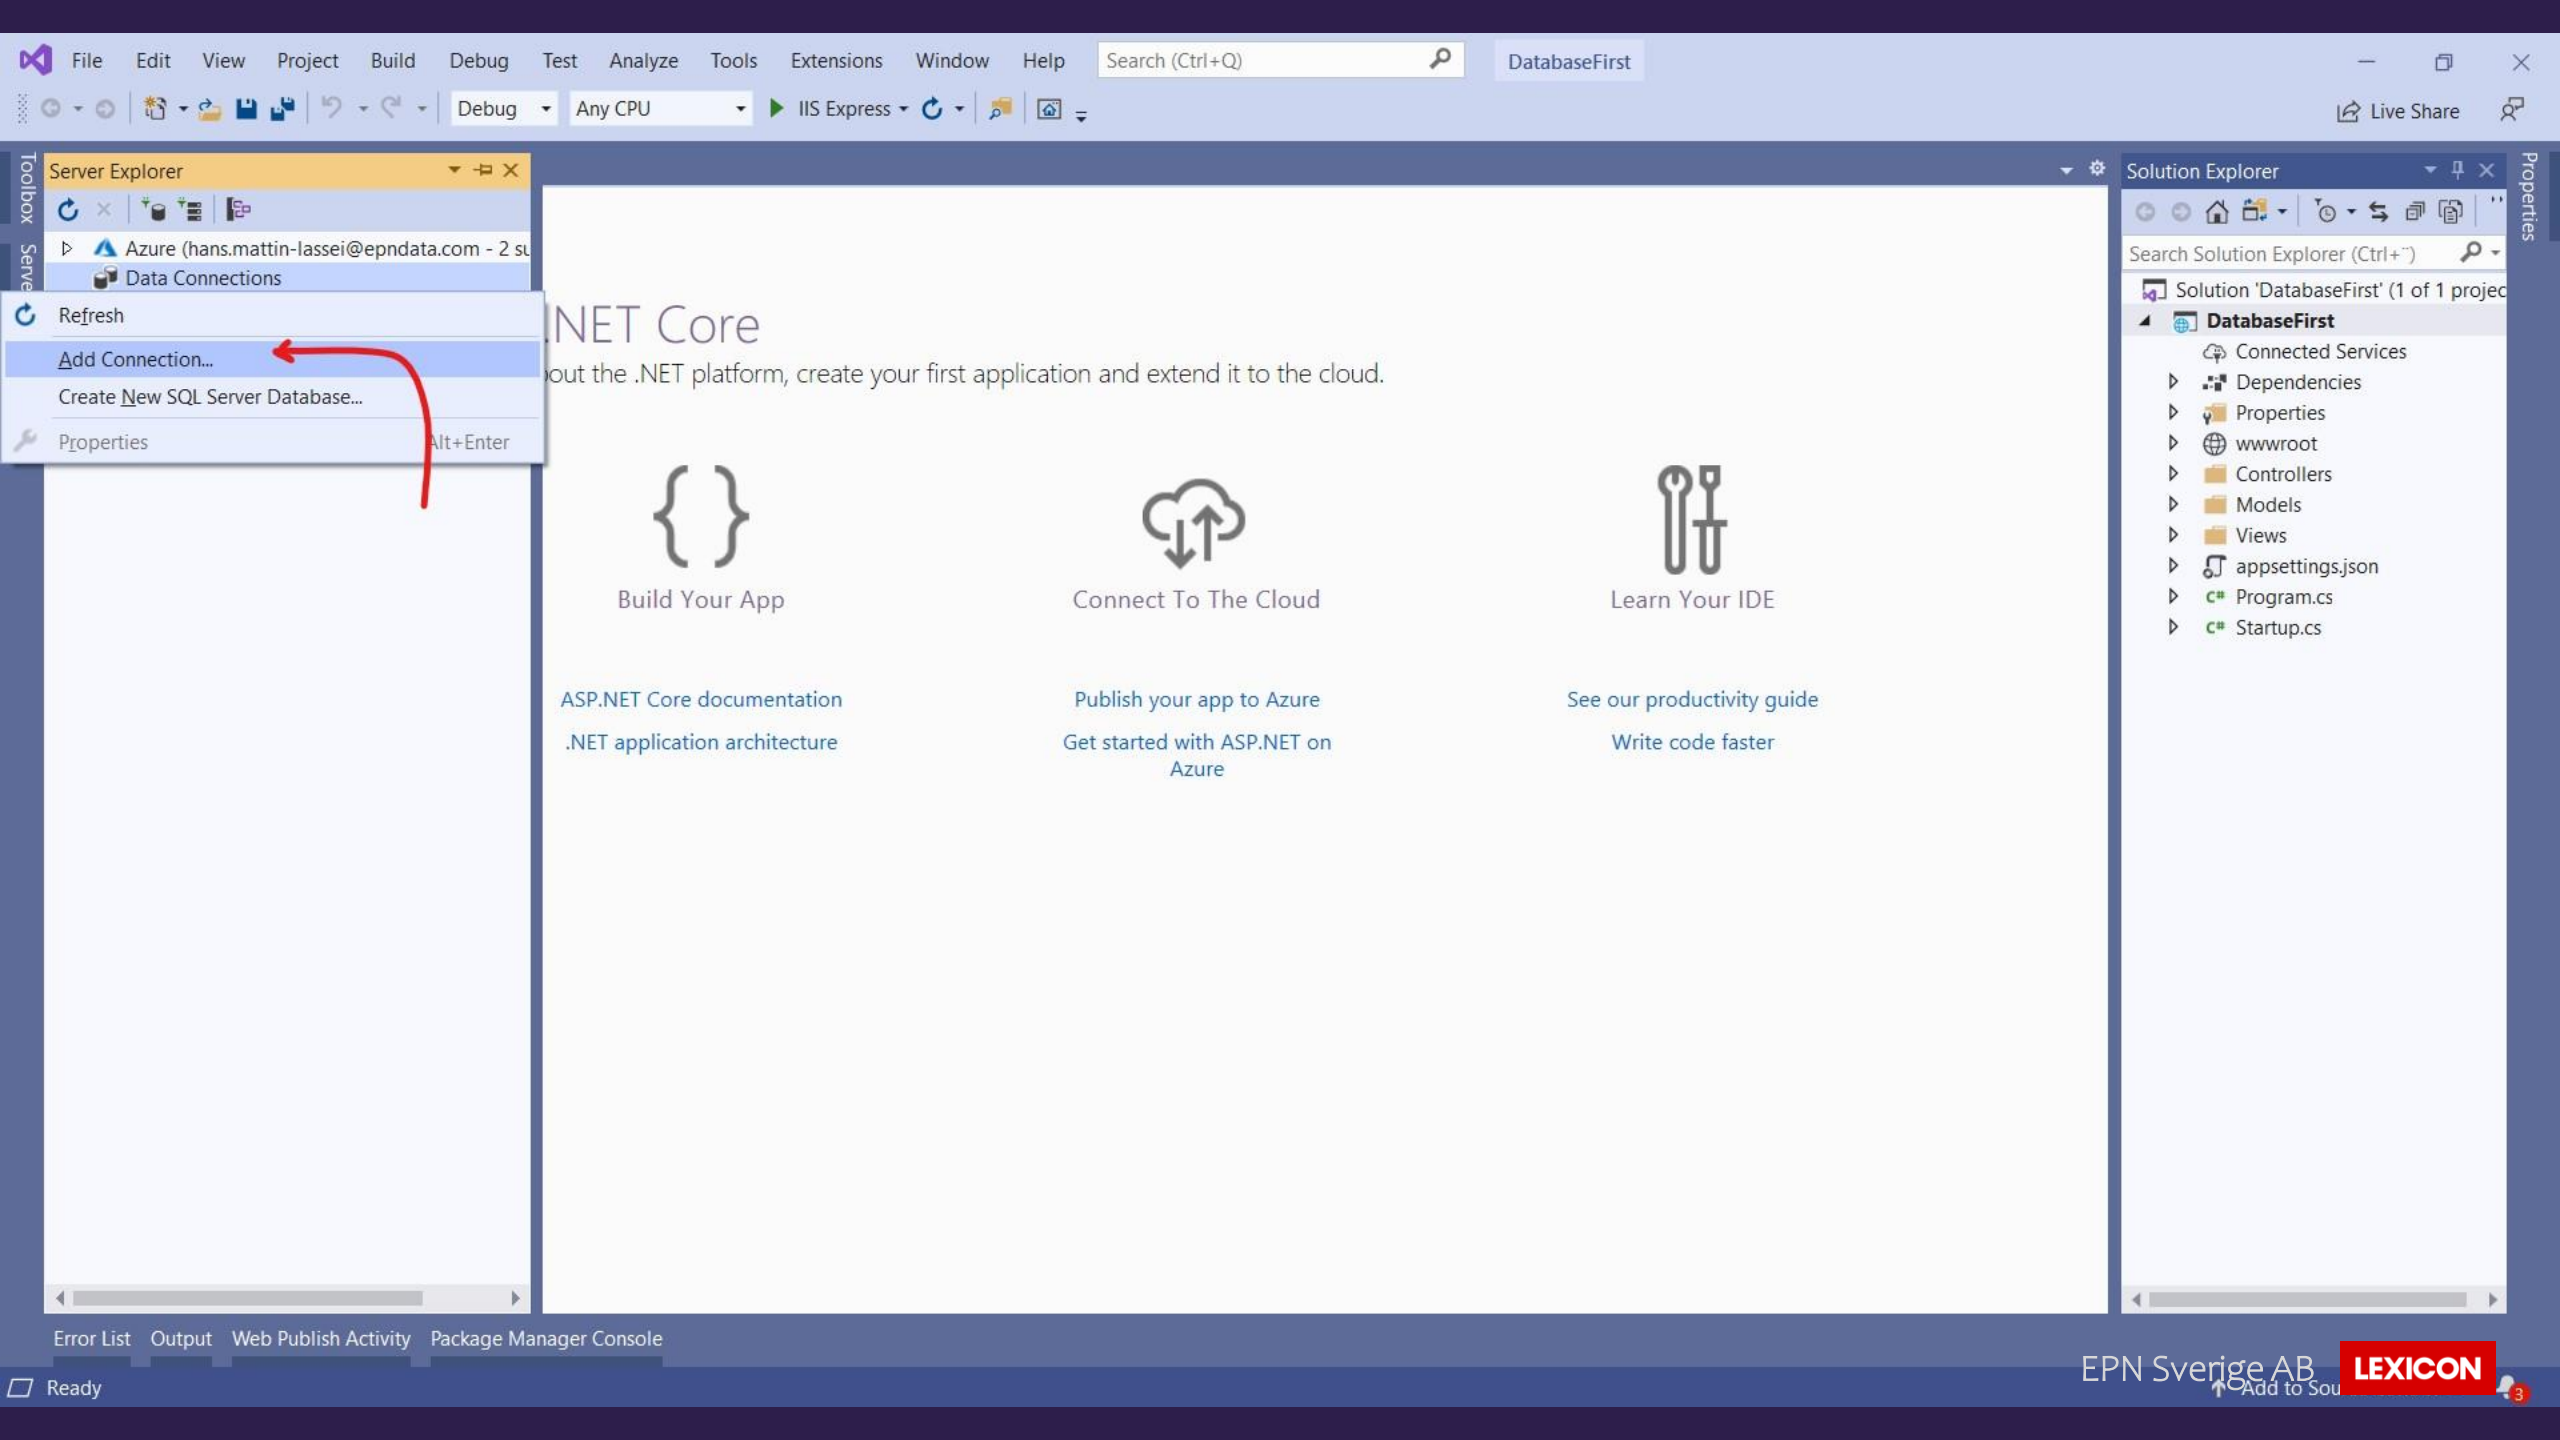 File Edit View Project Build Debug Test Analyze Tools Extensions Window Help Search (Ctrl+Q) DatabaseFirst
Debug Any CPU IIS Express Live Share
Toolbox
Serve
Server Explorer
Azure (hans.mattin-lassei@epndata.com - 2 su
Data Connections
Refresh
Add Connection...
Create New SQL Server Database...
Properties Alt+Enter
.NET Core
out the .NET platform, create your first application and extend it to the cloud.
{ }
Build Your App
Connect To The Cloud
Learn Your IDE
ASP.NET Core documentation
.NET application architecture
Publish your app to Azure
Get started with ASP.NET on
Azure
See our productivity guide
Write code faster
Solution Explorer
Search Solution Explorer (Ctrl+¨)
Solution 'DatabaseFirst' (1 of 1 projec
DatabaseFirst
Connected Services
Dependencies
Properties
wwwroot
Controllers
Models
Views
appsettings.json
C# Program.cs
C# Startup.cs
Properties
Error List Output Web Publish Activity Package Manager Console
Ready
EPN Sverige AB LEXICON
Add to Sou
3